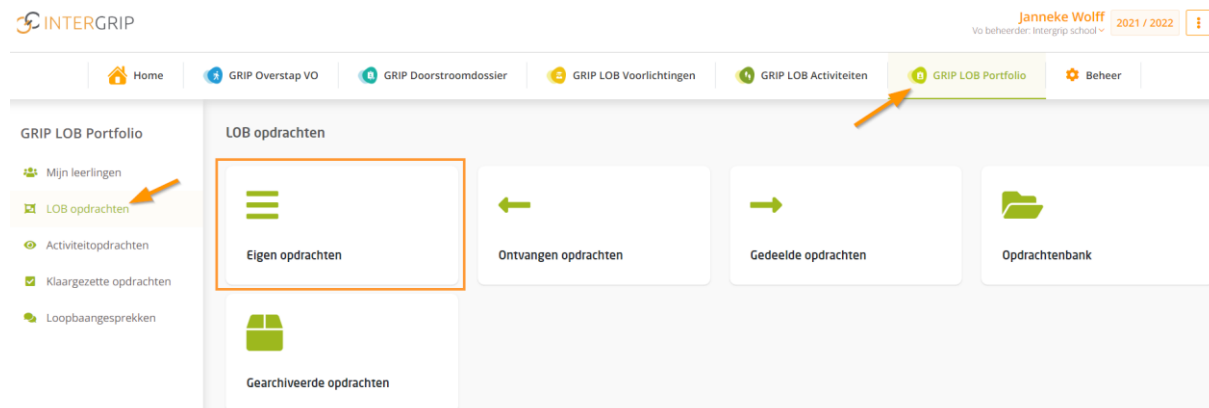 INTERGRIP
Janneke Wolff
Vo beheerder: Intergrip school
2021 / 2022
Home
GRIP Overstap VO
GRIP Doorstroomdossier
GRIP LOB Voorlichtingen
GRIP LOB Activiteiten
GRIP LOB Portfolio
Beheer
GRIP LOB Portfolio
Mijn leerlingen
LOB opdrachten
Activiteitopdrachten
Klaargezette opdrachten
Loopbaangesprekken
LOB opdrachten
Eigen opdrachten
Ontvangen opdrachten
Gedeelde opdrachten
Opdrachtenbank
Gearchiveerde opdrachten